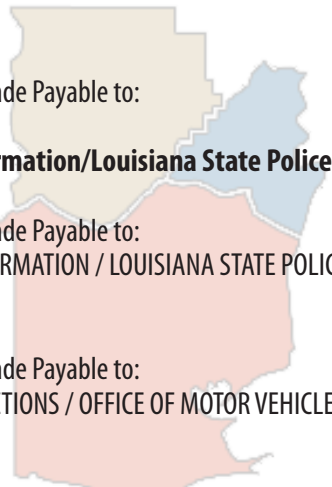 ade Payable to:
rmation/Louisiana State Police
ade Payable to:
RMATION / LOUISIANA STATE POLIC
ade Payable to:
CTIONS / OFFICE OF MOTOR VEHICLE